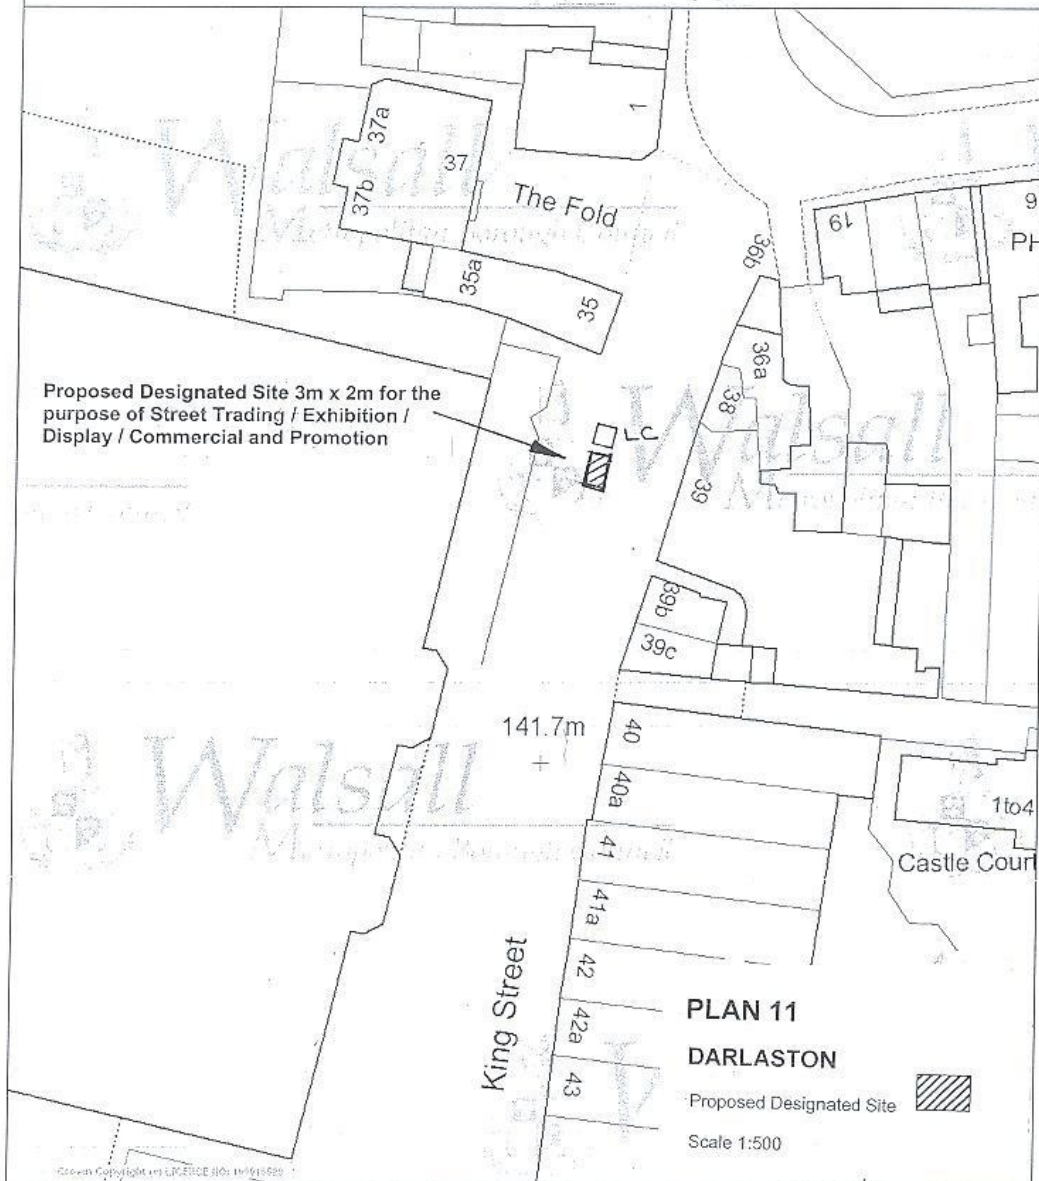 1
37a
37
37b
The Fold
19
9
PH
36b
35a
35
36a
Proposed Designated Site 3m x 2m for the
purpose of Street Trading / Exhibition /
Display / Commercial and Promotion
38
LC
39
39b
39c
141.7m
40
40a
1to4
41
Castle Court
41a
42
King Street
42a
43
PLAN 11
DARLASTON
Proposed Designated Site
Scale 1:500
Walsall
Walsall
Walsall